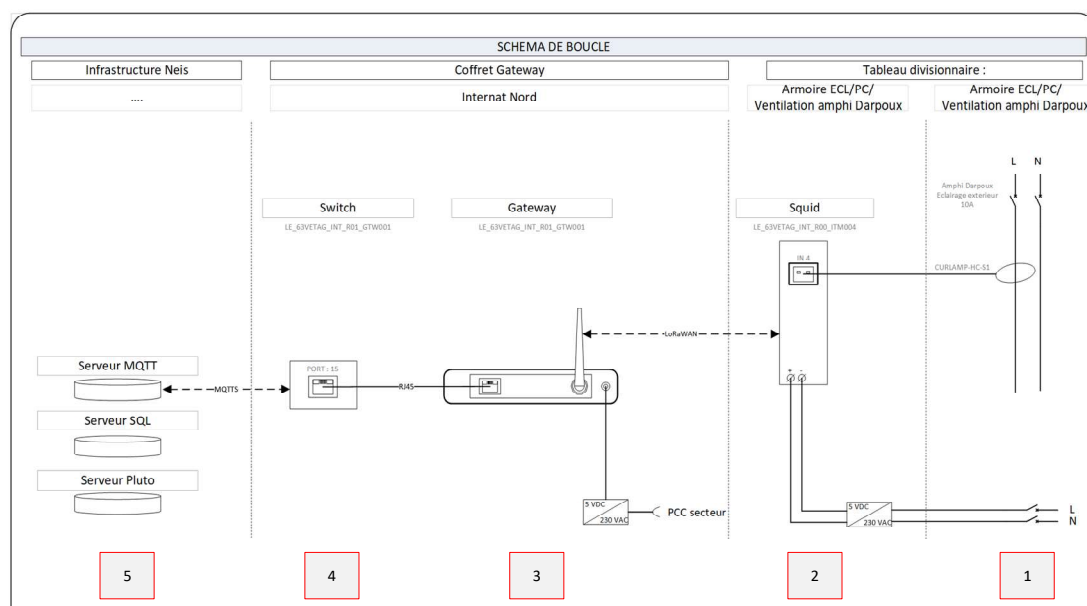 SCHEMA DE BOUCLE
Infrastructure Neis
Coffret Gateway
Tableau divisionnaire :
....
Internat Nord
Armoire ECL/PC/
Ventilation amphi Darpoux
Armoire ECL/PC/
Ventilation amphi Darpoux
L N
Amphi Darpoux
Eclairage exterieur
10A
Switch
LE_63VETAG_INT_R01_GTW001
Gateway
LE_63VETAG_INT_R01_GTW001
Squid
LE_63VETAG_INT_R00_ITM004
IN 4
CURLAMP-HC-S1
LoRaWAN
Serveur MQTT
MQTTS
PORT : 15
RJ45
+ -
Serveur SQL
Serveur Pluto
5 VDC
230 VAC
PCC secteur
5 VDC
230 VAC
L
N
5
4
3
2
1